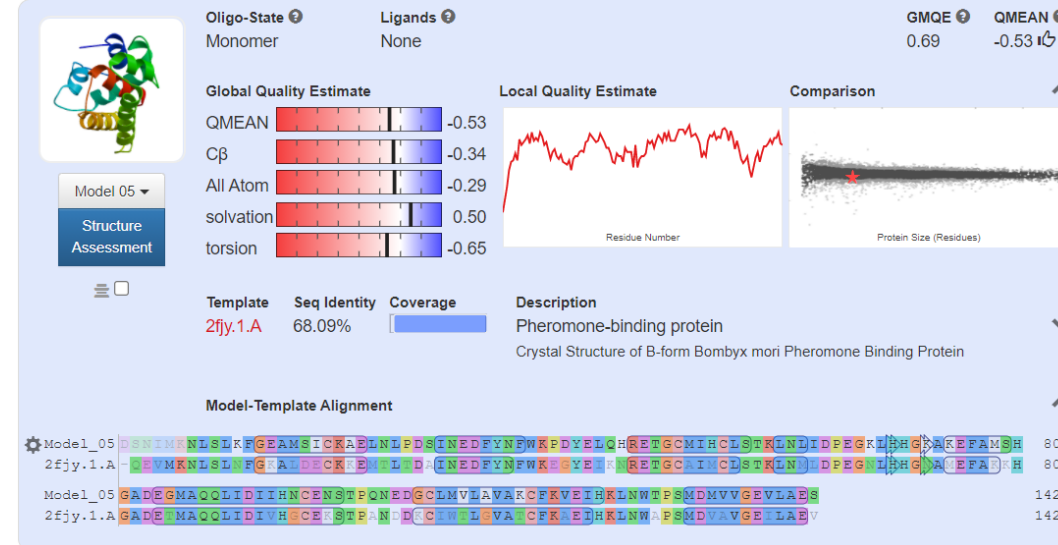 Oligo-State Ligands GMQE QMEAN
Monomer None 0.69 -0.53
Global Quality Estimate Local Quality Estimate Comparison
QMEAN -0.53
Cβ -0.34
All Atom -0.29
solvation 0.50
torsion -0.65
Residue Number Protein Size (Residues)
Model 05
Structure
Assessment
Template Seq Identity Coverage Description
2fjy.1.A 68.09% Pheromone-binding protein
Crystal Structure of B-form Bombyx mori Pheromone Binding Protein
Model-Template Alignment
Model_05 DSNIMKNLSLKFGEAMSICKAELNLPDSINEDFYNFWKPDYELQHRETGCMIHCLSTKLNLIDPEGKLHHGKAKEFAMSH 80
2fjy.1.A -QEVMKNLSLNFGKALDECKKEMTLTDAINEDFYNFWKEGYEIKNRETGCAIMCLSTKLNMLDPEGNLHHG AMEFAKKH 80
Model_05 GADEGMAQQLIDIIHNCENSTPQNEDGCLMVLAVAKCFKVEIHKLNWTPSMDMVVGEVLAES 142
2fjy.1.A GADETMAQQLIDIVHGCEKSTPANDDKCIWTLGVATCFKAEIHKLNWAPSMDVAVGEILAEV 142